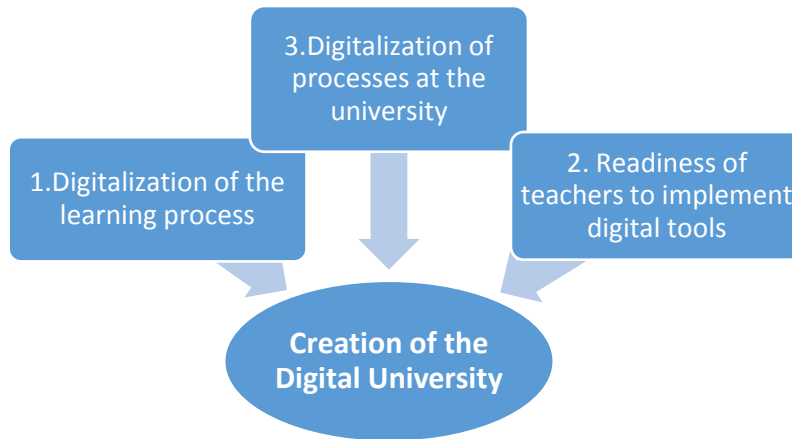 3.Digitalization of
processes at the
university
1.Digitalization of the
learning process
2. Readiness of
teachers to implement
digital tools
Creation of the
Digital University